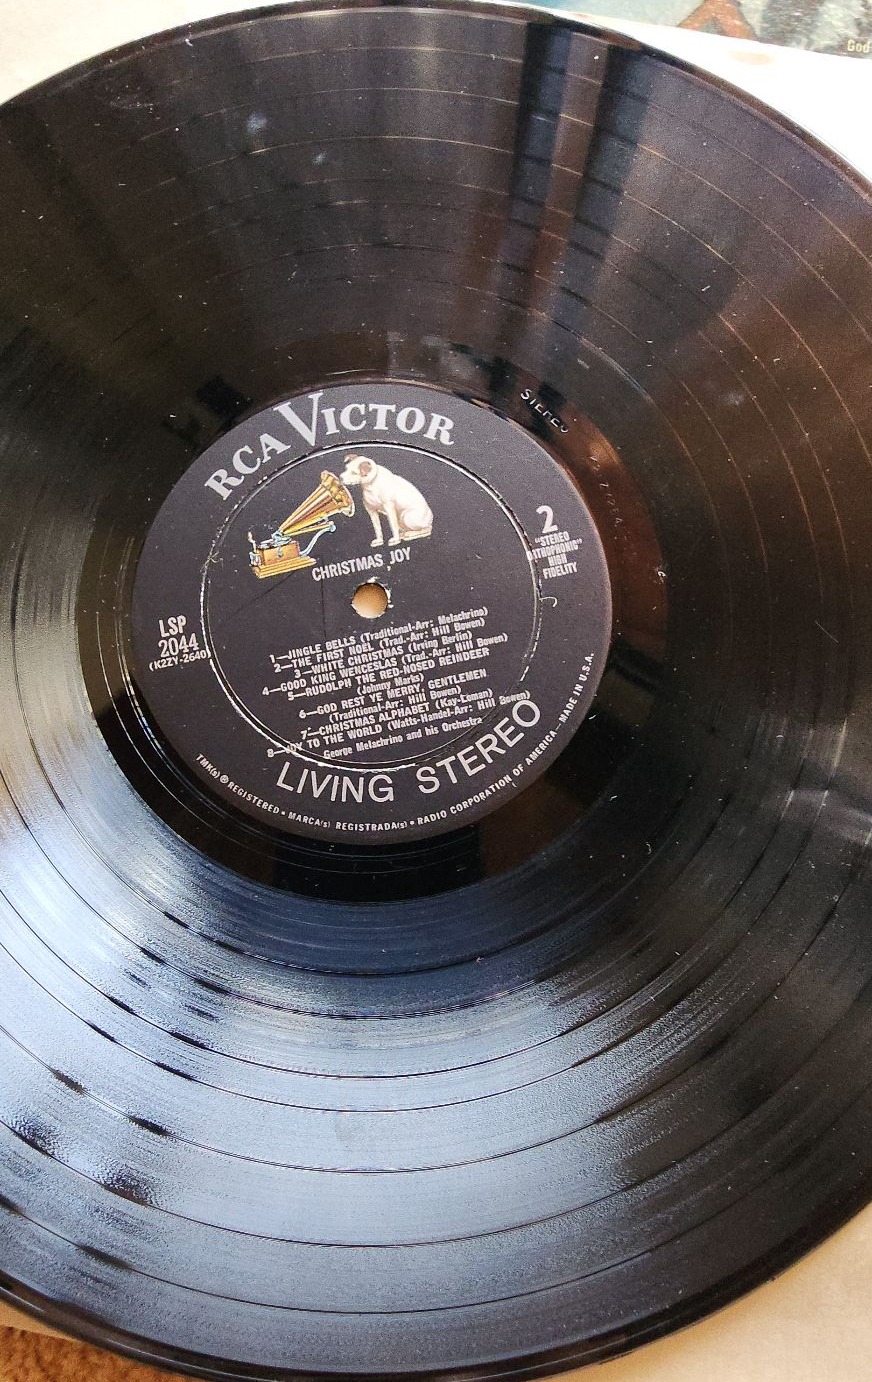 God
STEREO
RCA VICTOR
CHRISTMAS JOY
2
"STEREO
ORTHOPHONIC"
HIGH
FIDELITY
LSP
2044
(K2ZY-2640)
1—JINGLE BELLS (Traditional-Arr: Melachrino)
2—THE FIRST NOEL (Trad.-Arr: Hill Bowen)
3—WHITE CHRISTMAS (Irving Berlin)
4—GOOD KING WENCESLAS (Trad.-Arr: Hill Bowen)
5—RUDOLPH THE RED-NOSED REINDEER
(Johnny Marks)
6—GOD REST YE MERRY, GENTLEMEN
(Traditional-Arr: Hill Bowen)
7—CHRISTMAS ALPHABET (Kay-Loman)
8—JOY TO THE WORLD (Watts-Handel-Arr: Hill Bowen)
George Melachrino and his Orchestra
LIVING STEREO
TMK(s) ® REGISTERED • MARCA(s) REGISTRADA(s) • RADIO CORPORATION OF AMERICA—MADE IN U.S.A.